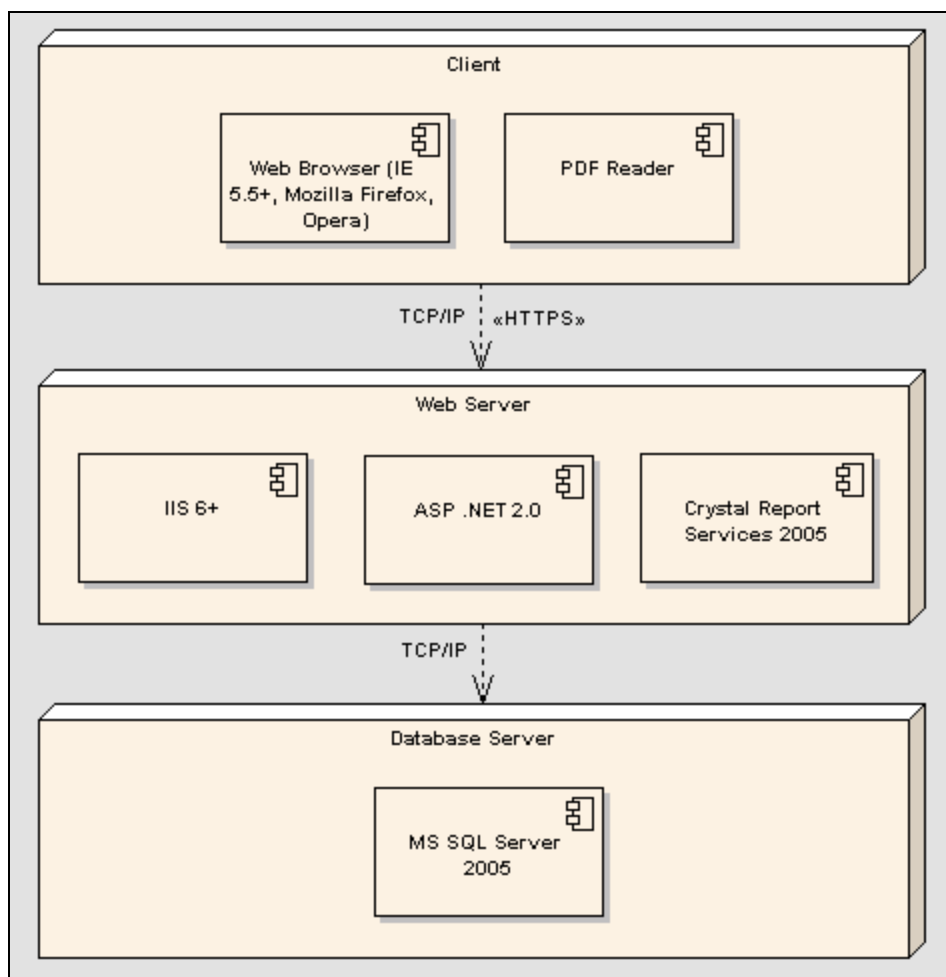 Client
Web Browser (IE
5.5+, Mozilla Firefox,
Opera)
PDF Reader
TCP/IP «HTTPS»
Web Server
IIS 6+
ASP .NET 2.0
Crystal Report
Services 2005
TCP/IP
Database Server
MS SQL Server
2005